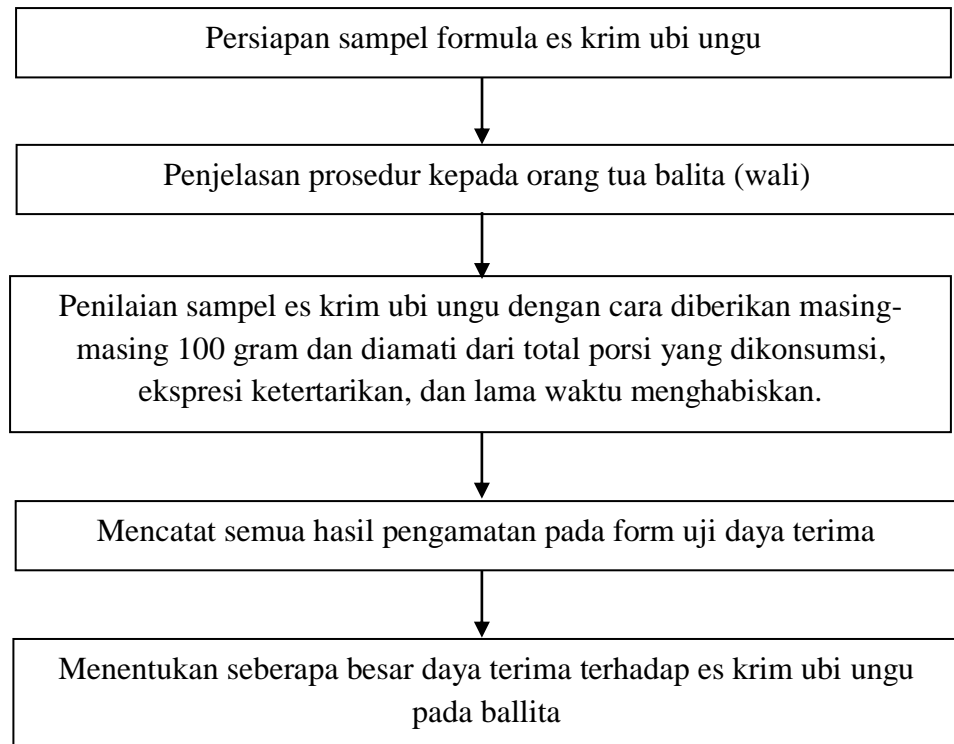 Persiapan sampel formula es krim ubi ungu
Penjelasan prosedur kepada orang tua balita (wali)
Penilaian sampel es krim ubi ungu dengan cara diberikan masing-
masing 100 gram dan diamati dari total porsi yang dikonsumsi,
ekspresi ketertarikan, dan lama waktu menghabiskan.
Mencatat semua hasil pengamatan pada form uji daya terima
Menentukan seberapa besar daya terima terhadap es krim ubi ungu
pada ballita